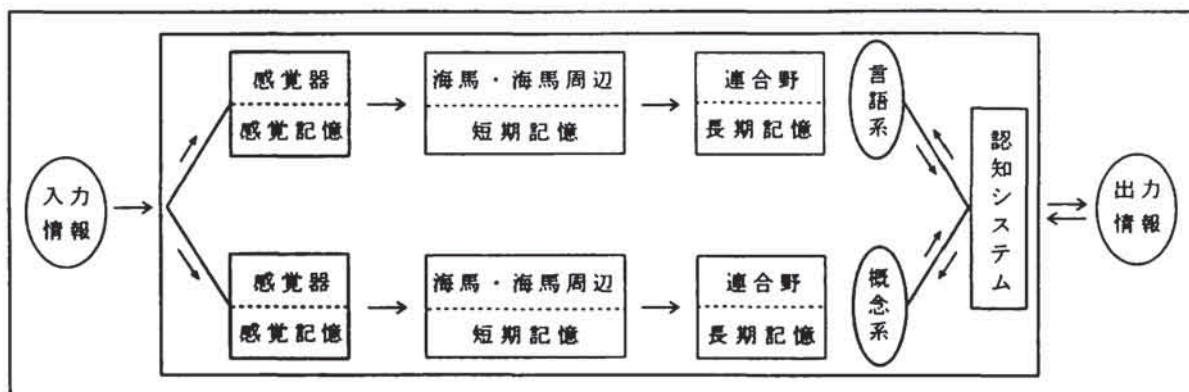 入力
情報
感覚器
感覚記憶
海馬・海馬周辺
短期記憶
連合野
長期記憶
言語系
感覚器
感覚記憶
海馬・海馬周辺
短期記憶
連合野
長期記憶
概念系
認知システム
出力
情報